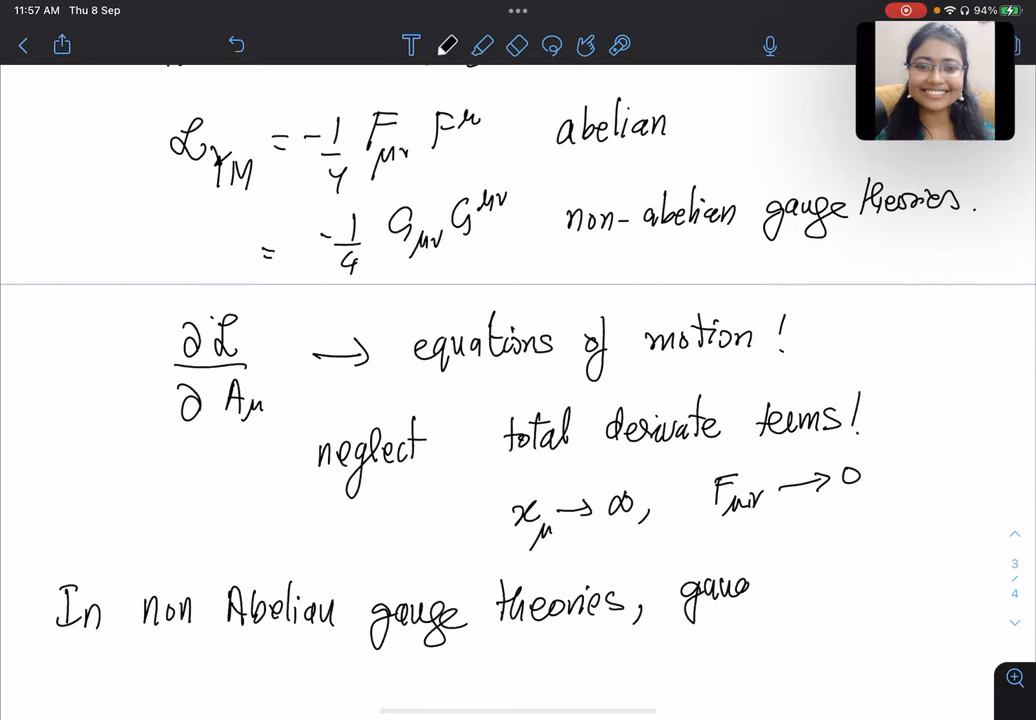 11:57 AM Thu 8 Sep 94%
T
ℒ_YM = -1/4 F_μν F^μ abelian
= -1/4 G_μν G^μν non-abelian gauge theories.
∂ℒ/∂A_μ → equations of motion!
neglect total derivate terms!
x_μ → ∞, F_μν → 0
In non Abelian gauge theories, gaug
3
/
4